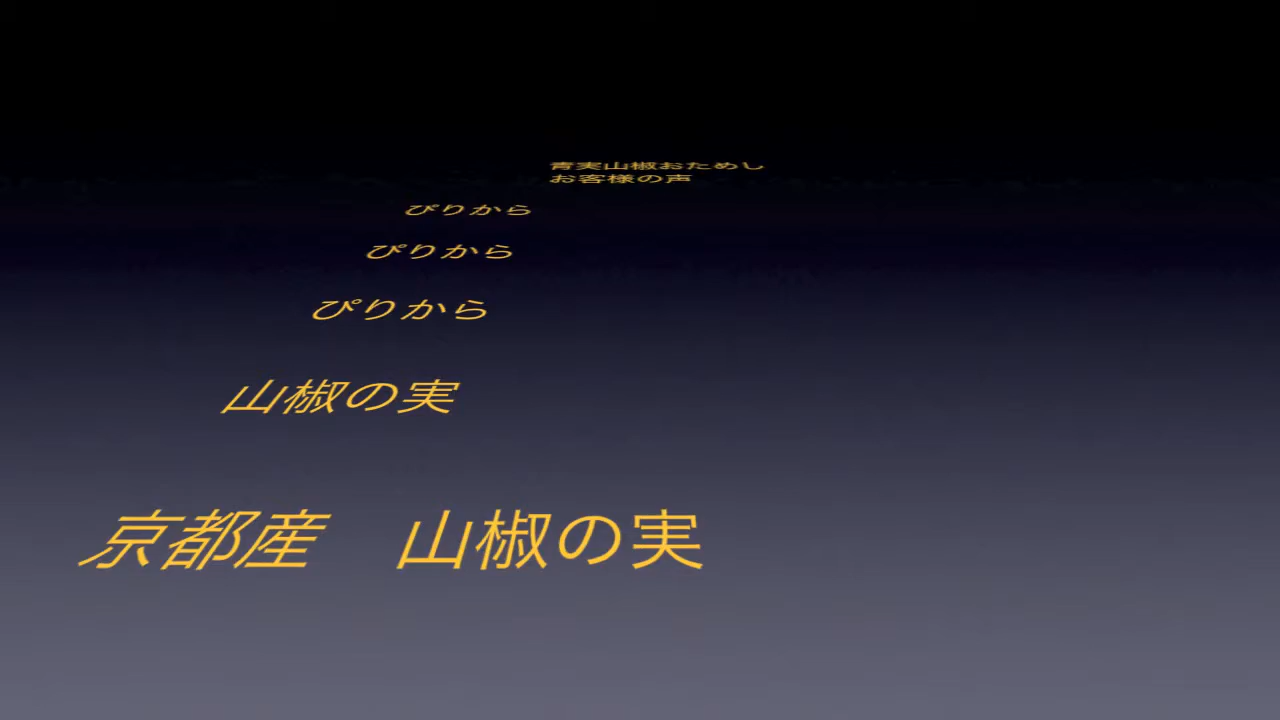 青実山椒おためし
お客様の声
ぴりから
ぴりから
ぴりから
山椒の実
京都産　山椒の実